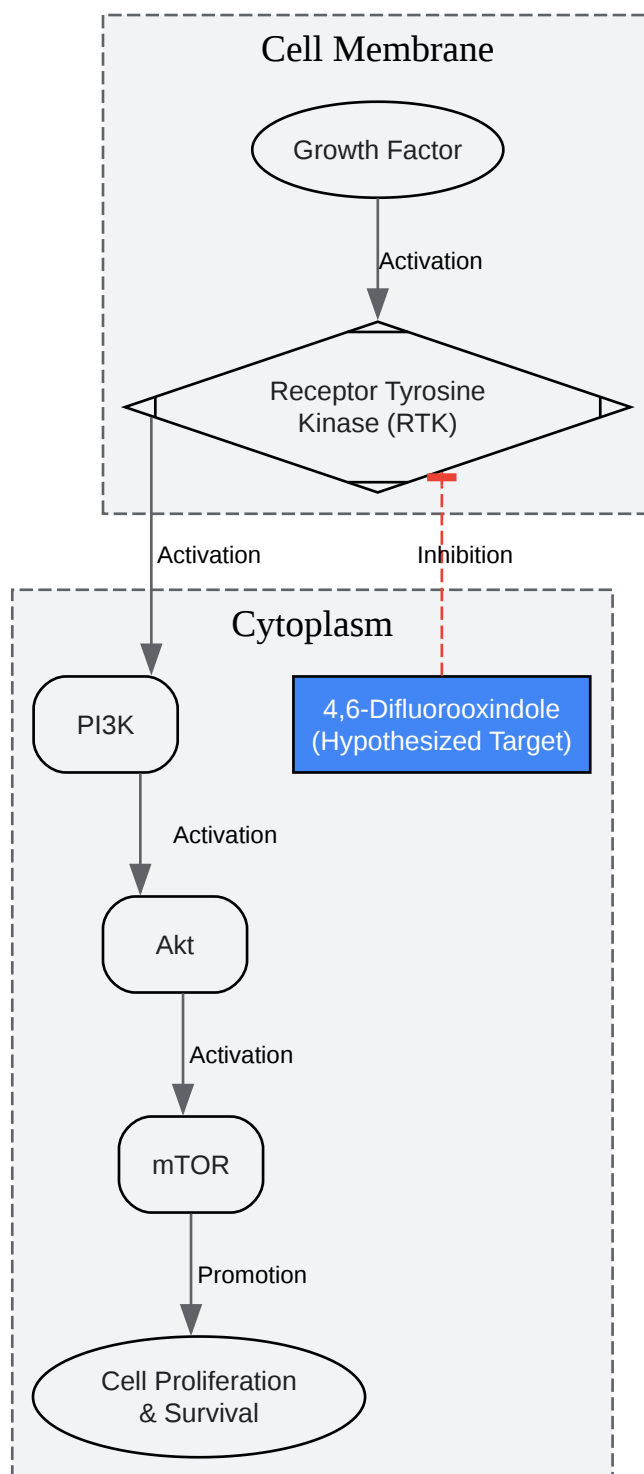 Cell Membrane
Growth Factor
Activation
Receptor Tyrosine
Kinase (RTK)
Activation
Inhibition
Cytoplasm
PI3K
4,6-Difluorooxindole
(Hypothesized Target)
Activation
Akt
Activation
mTOR
Promotion
Cell Proliferation
& Survival